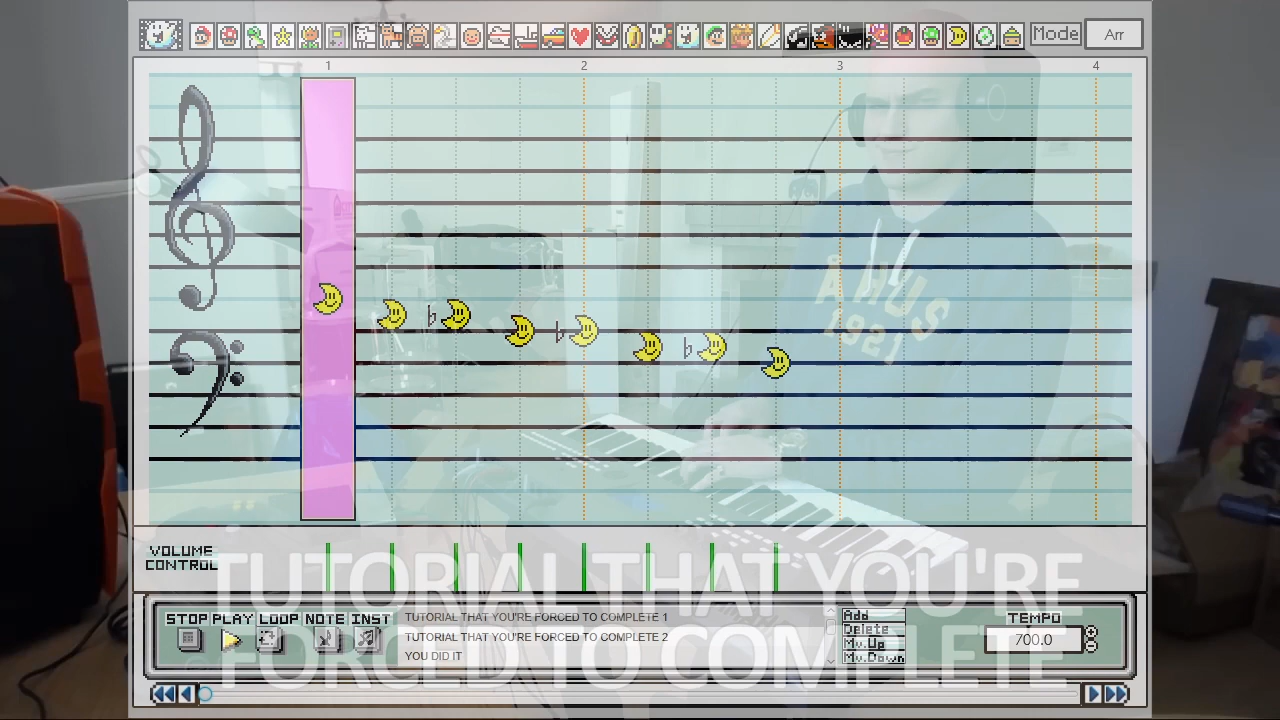 Mode
Arr
1 2 3 4
ANUS
1921
VOLUME
CONTROL
TUTORIAL THAT YOU'RE
FORCED TO COMPLETE
STOP PLAY LOOP NOTE INST
TUTORIAL THAT YOU'RE FORCED TO COMPLETE 1
TUTORIAL THAT YOU'RE FORCED TO COMPLETE 2
YOU DID IT
Add
Delete
Mv.Up
Mv.Down
TEMPO
700.0